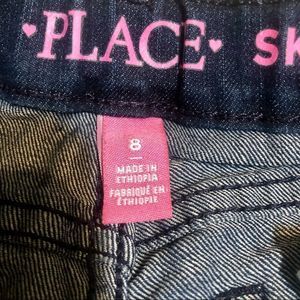 ♥PLACE♥ SK
8
MADE IN
ETHIOPIA
FABRIQUÉ EN
ÉTHIOPIE